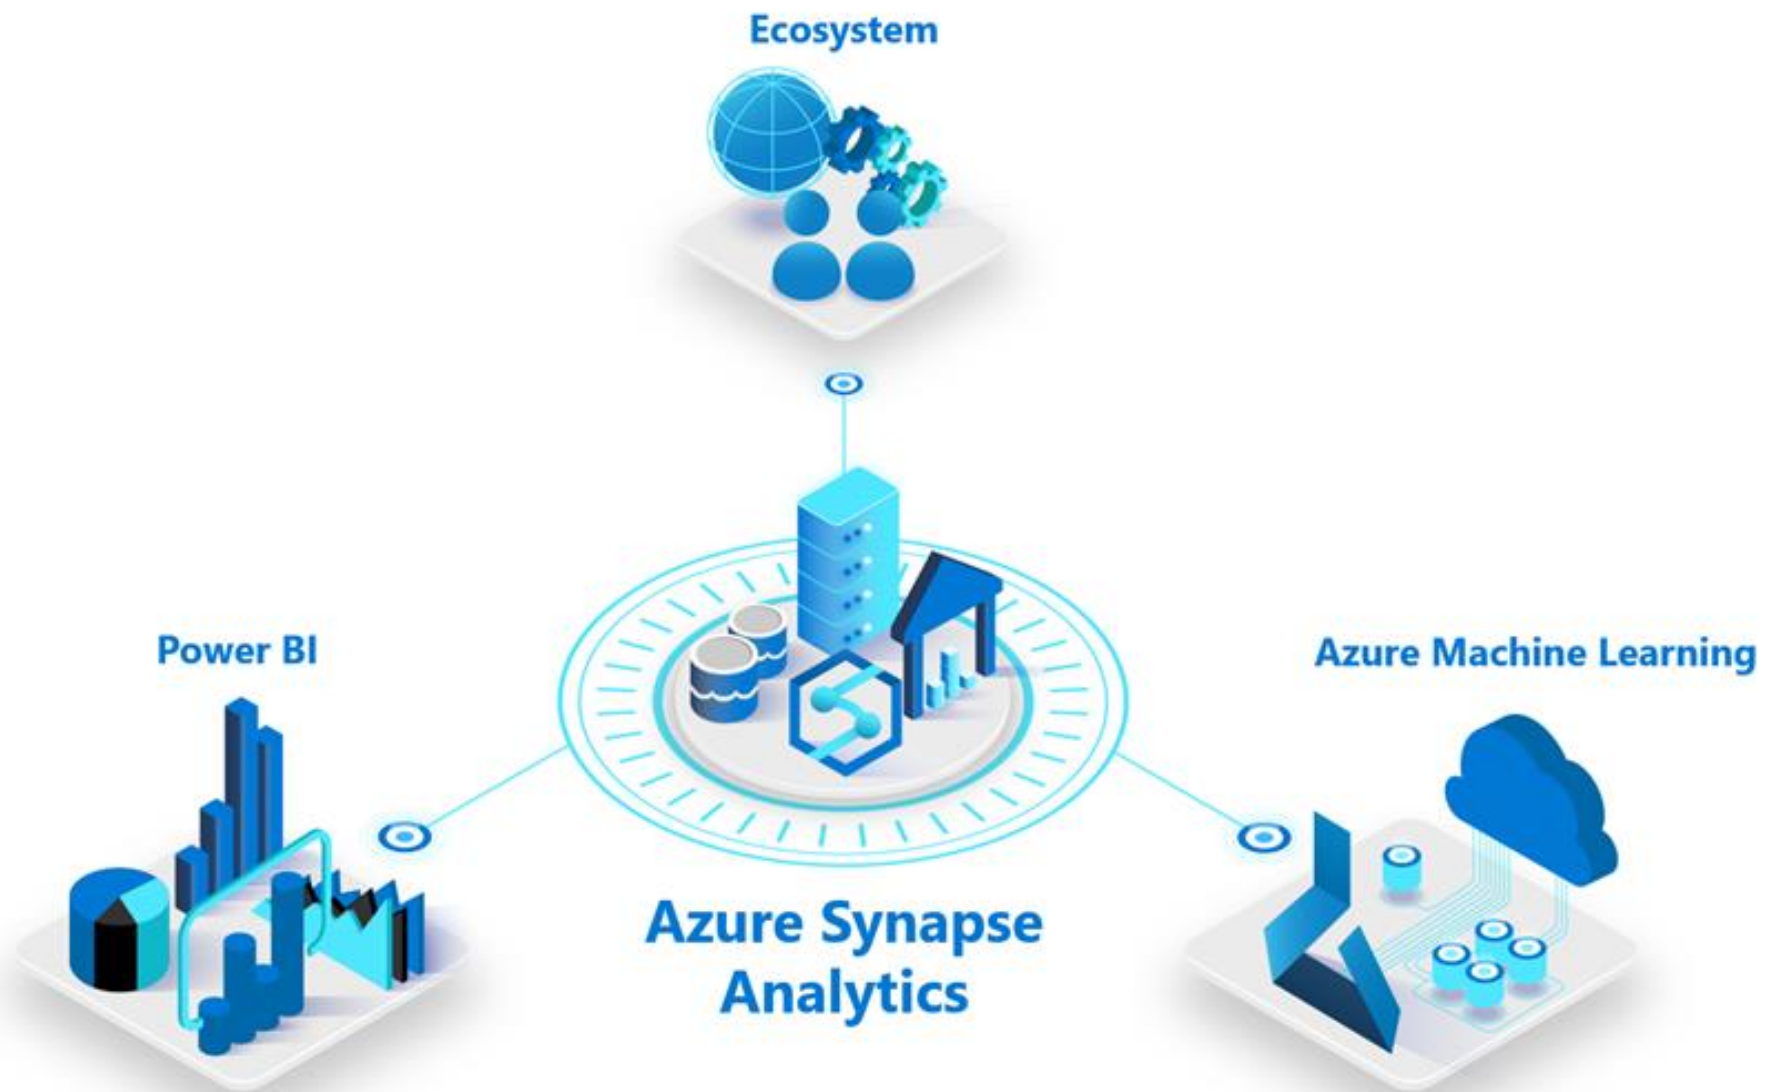 Ecosystem
Power BI
Azure Machine Learning
Azure Synapse
Analytics